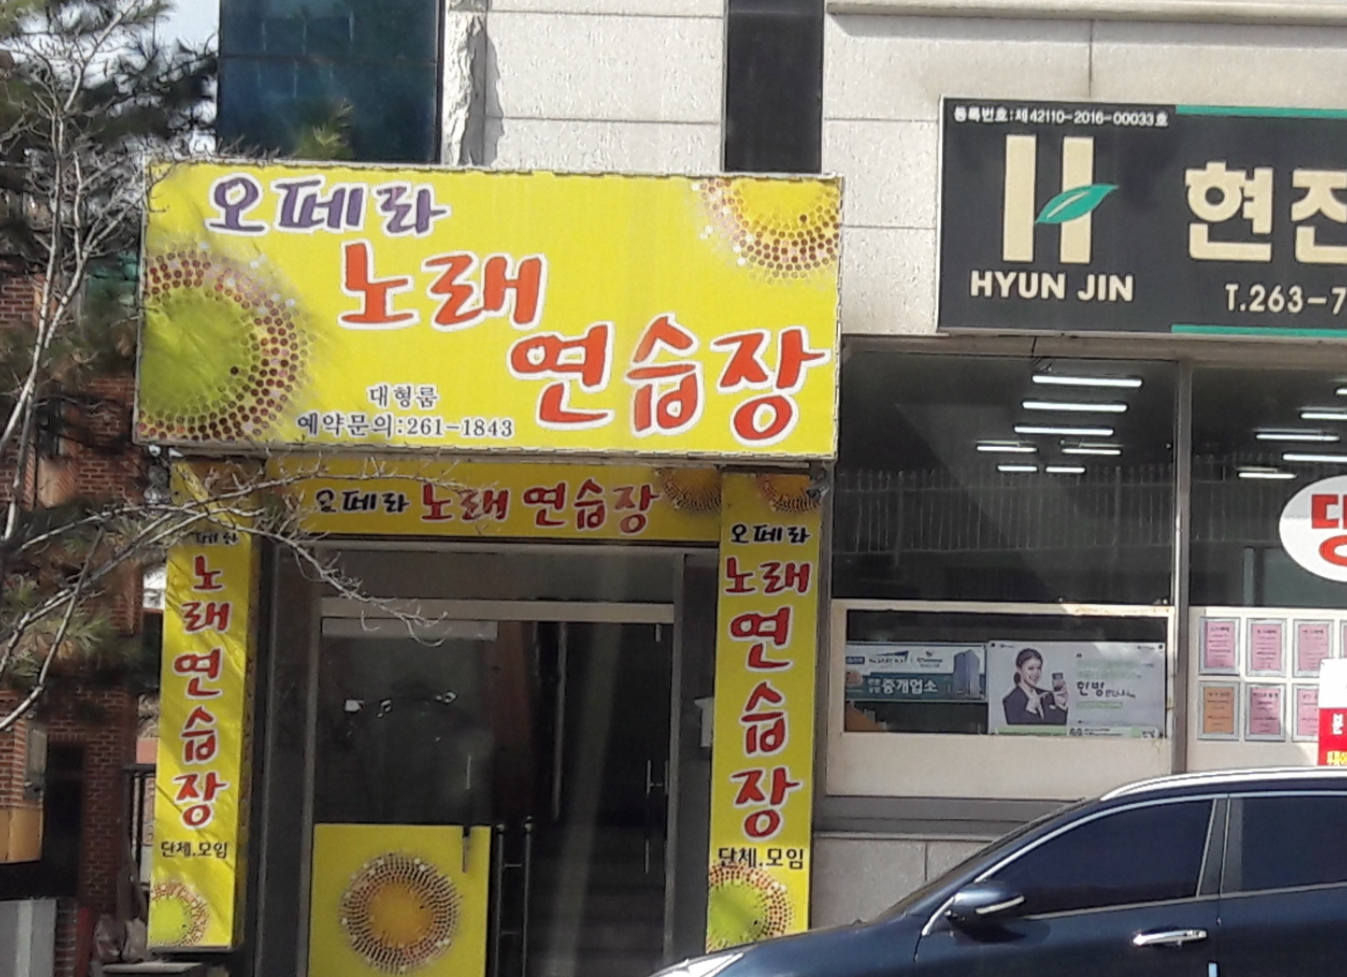 오페라
노래
연습장
대형룸
예약문의:261-1843
오페라 노래연습장
노래연습장
단체.모임
오페라
노래
연
습
장
단체.모임
등록번호:제42110-2016-00033호
HYUN JIN
현진
T.263-7
중개업소
한방